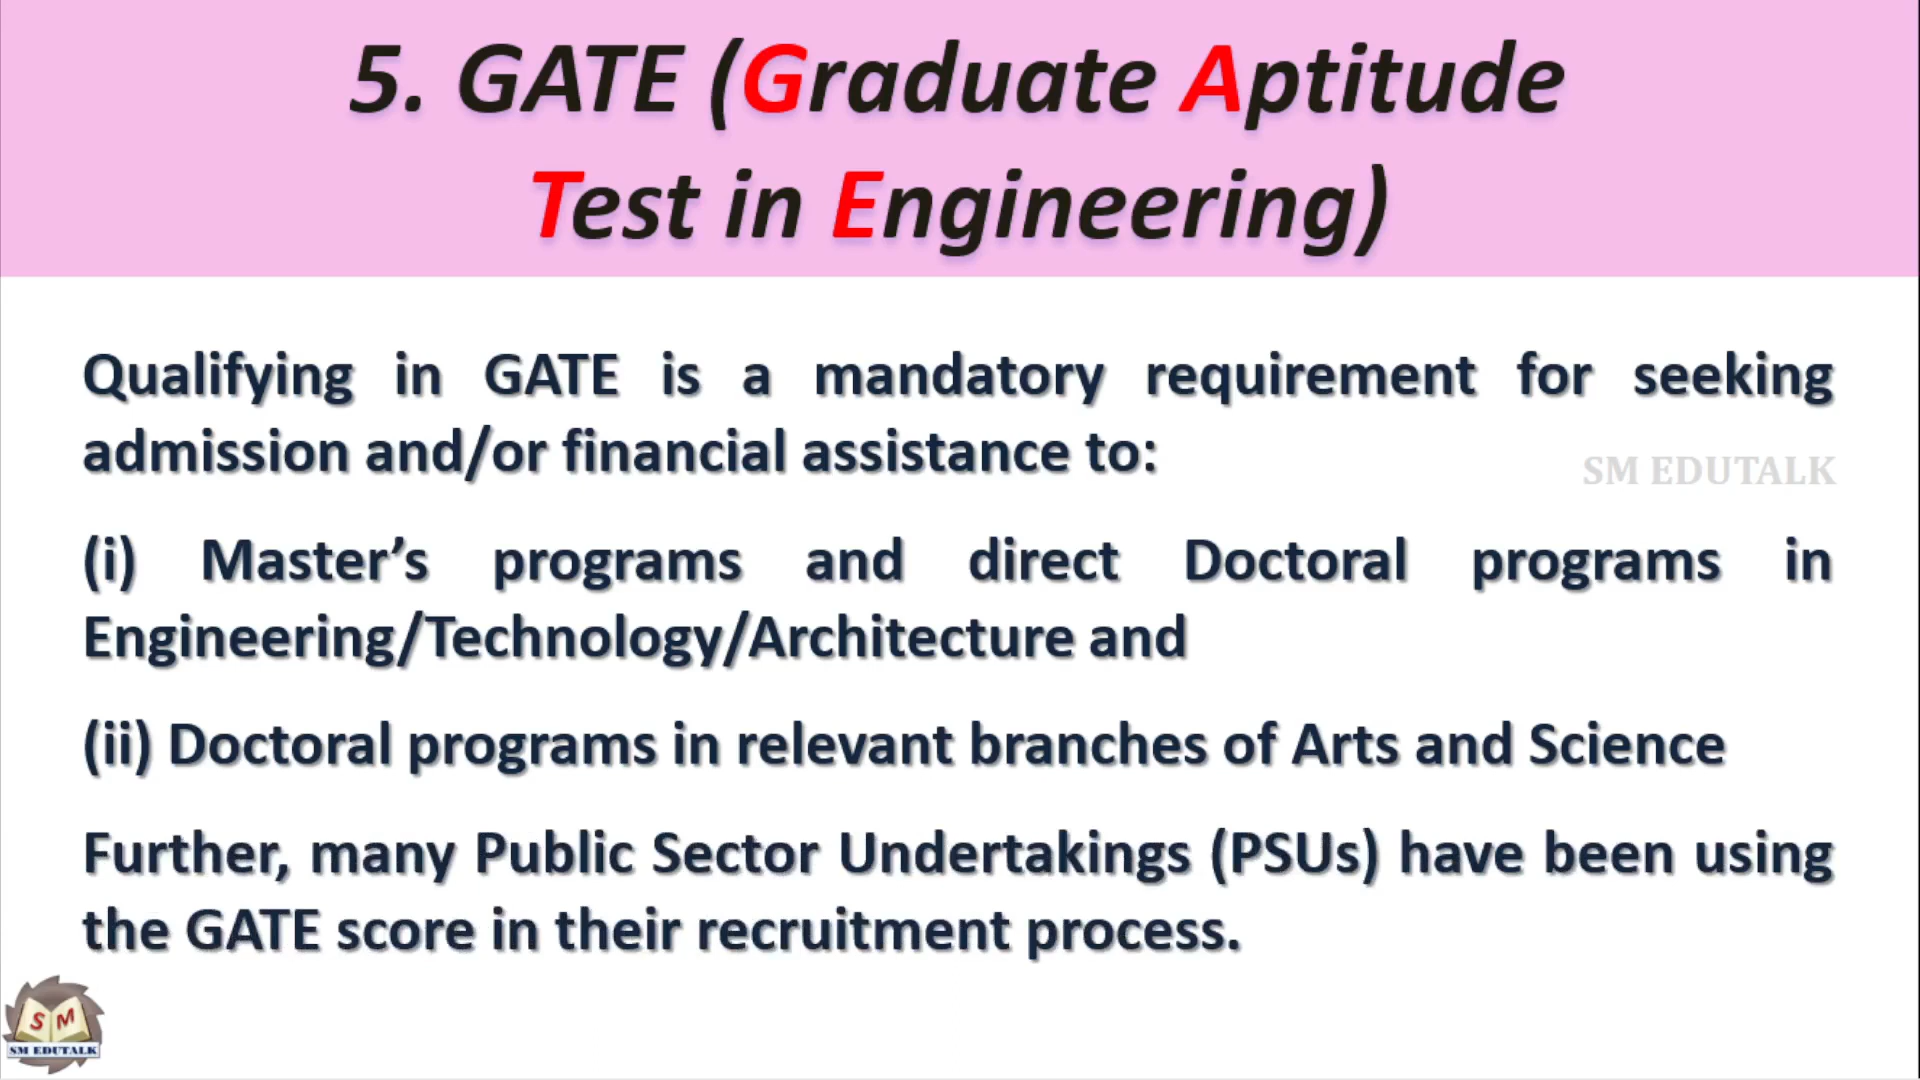 5. GATE (Graduate Aptitude
Test in Engineering)
Qualifying in GATE is a mandatory requirement for seeking
admission and/or financial assistance to:
SM EDUTALK
(i) Master’s programs and direct Doctoral programs in
Engineering/Technology/Architecture and
(ii) Doctoral programs in relevant branches of Arts and Science
Further, many Public Sector Undertakings (PSUs) have been using
the GATE score in their recruitment process.
S M
SM EDUTALK